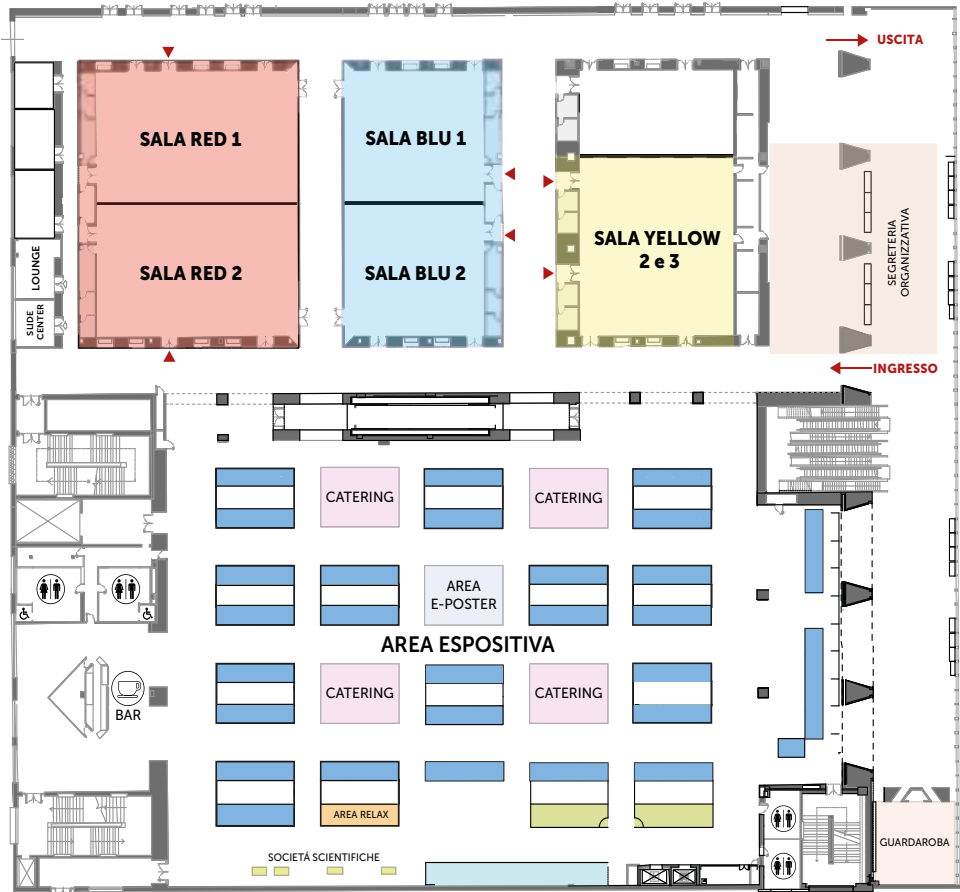 USCITA
SALA RED 1
SALA BLU 1
SALA RED 2
SALA BLU 2
SALA YELLOW
2 e 3
SEGRETERIA
ORGANIZZATIVA
LOUNGE
SLIDE
CENTER
INGRESSO
CATERING
CATERING
AREA
E-POSTER
AREA ESPOSITIVA
CATERING
CATERING
BAR
AREA RELAX
GUARDAROBA
SOCIETÁ SCIENTIFICHE